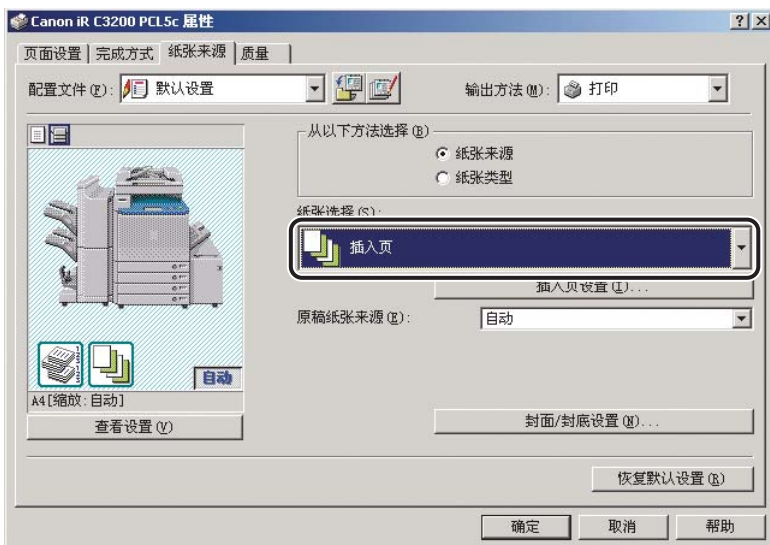 Canon iR C3200 PCL5c 属性
页面设置 完成方式 纸张来源 质量
配置文件(F): 默认设置 输出方法(M): 打印
从以下方法选择(B)
纸张来源
纸张类型
纸张选择(S):
插入页
插入页设置(I)...
原稿纸张来源(E): 自动
自动
A4[缩放:自动]
查看设置(V)
封面/封底设置(N)...
恢复默认设置(R)
确定 取消 帮助